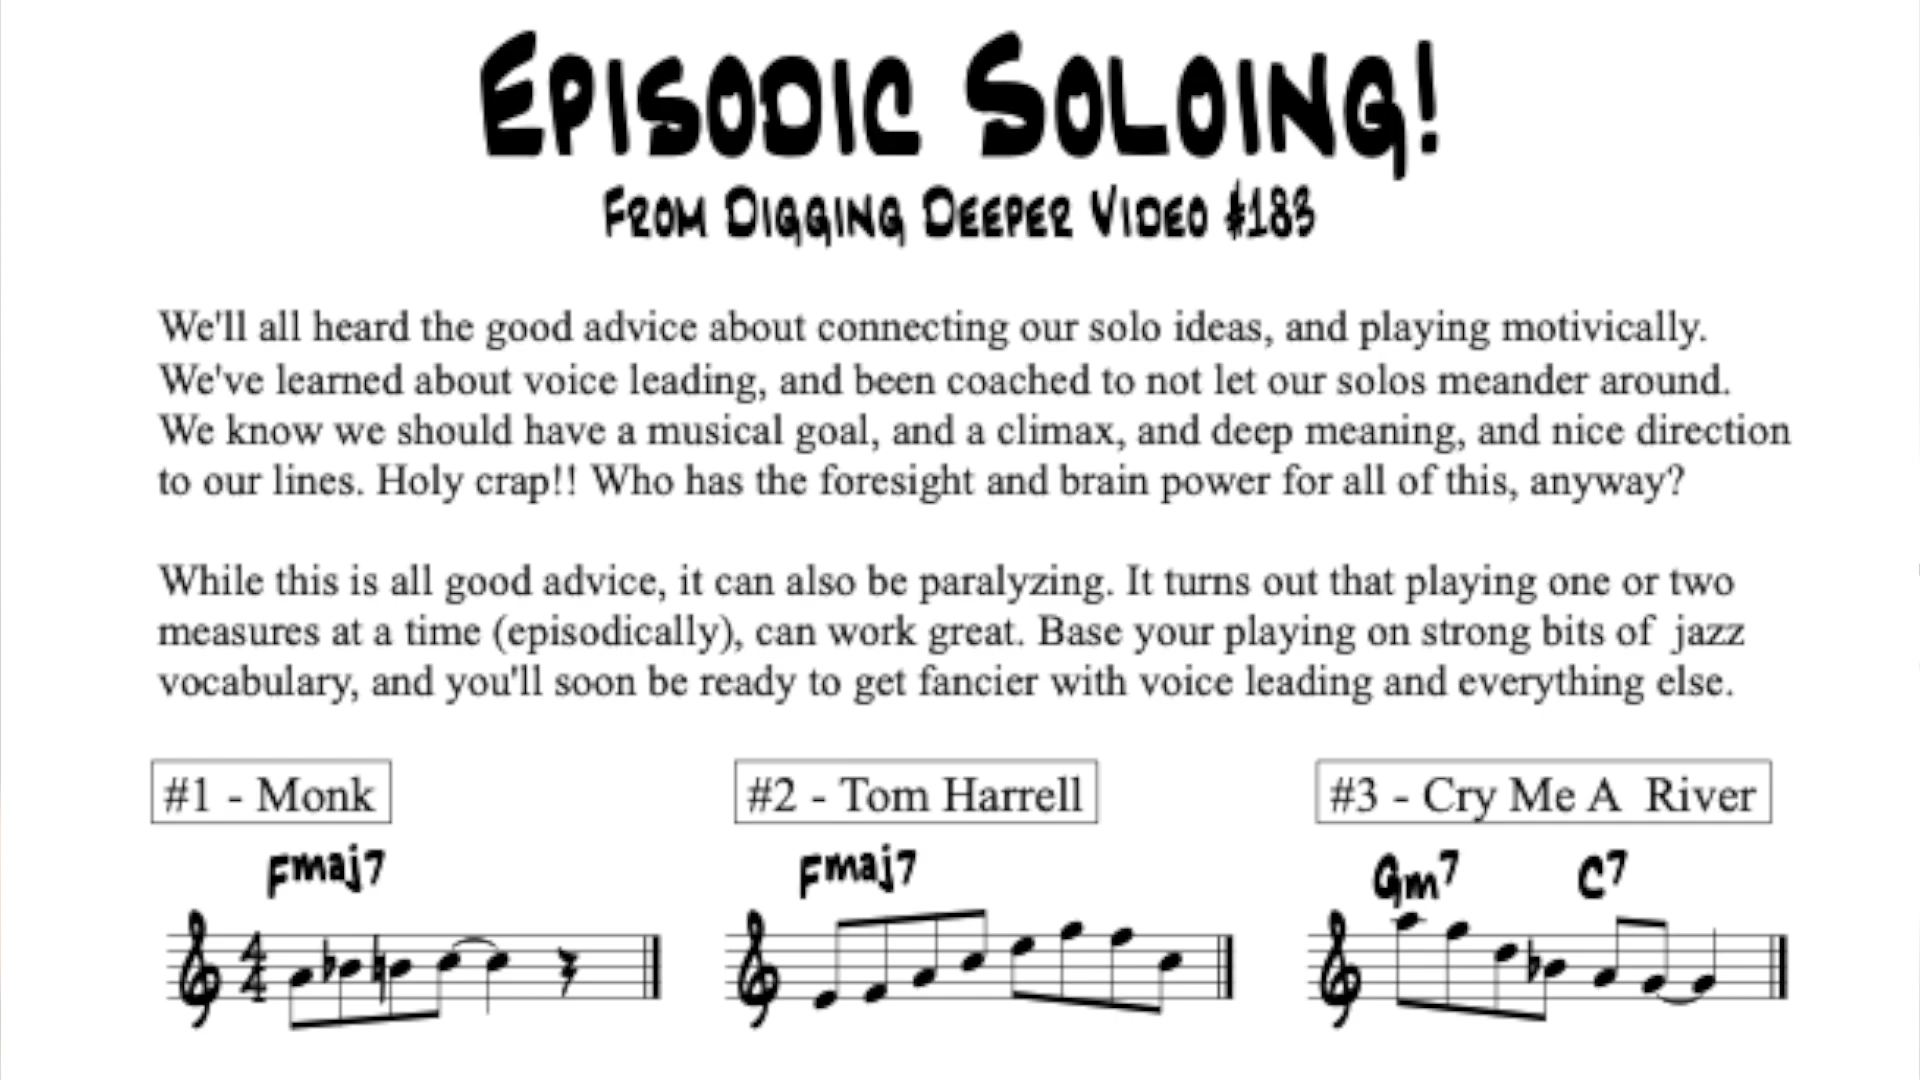 Episodic Soloing!
From Digging Deeper Video #183
We'll all heard the good advice about connecting our solo ideas, and playing motivically.
We've learned about voice leading, and been coached to not let our solos meander around.
We know we should have a musical goal, and a climax, and deep meaning, and nice direction
to our lines. Holy crap!! Who has the foresight and brain power for all of this, anyway?
While this is all good advice, it can also be paralyzing. It turns out that playing one or two
measures at a time (episodically), can work great. Base your playing on strong bits of jazz
vocabulary, and you'll soon be ready to get fancier with voice leading and everything else.
#1 - Monk
#2 - Tom Harrell
#3 - Cry Me A River
Fmaj7
Fmaj7
Gm7 C7
4
4